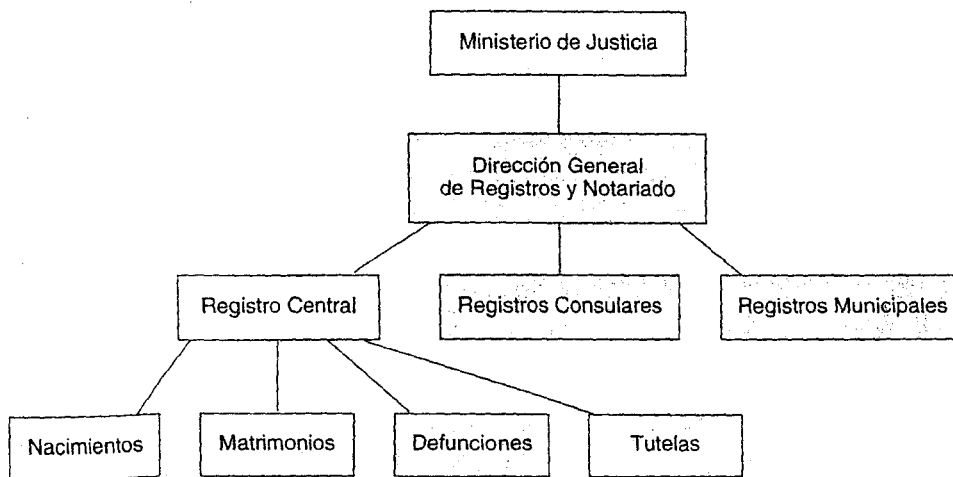 Ministerio de Justicia
Dirección General
de Registros y Notariado
Registro Central
Registros Consulares
Registros Municipales
Nacimientos
Matrimonios
Defunciones
Tutelas